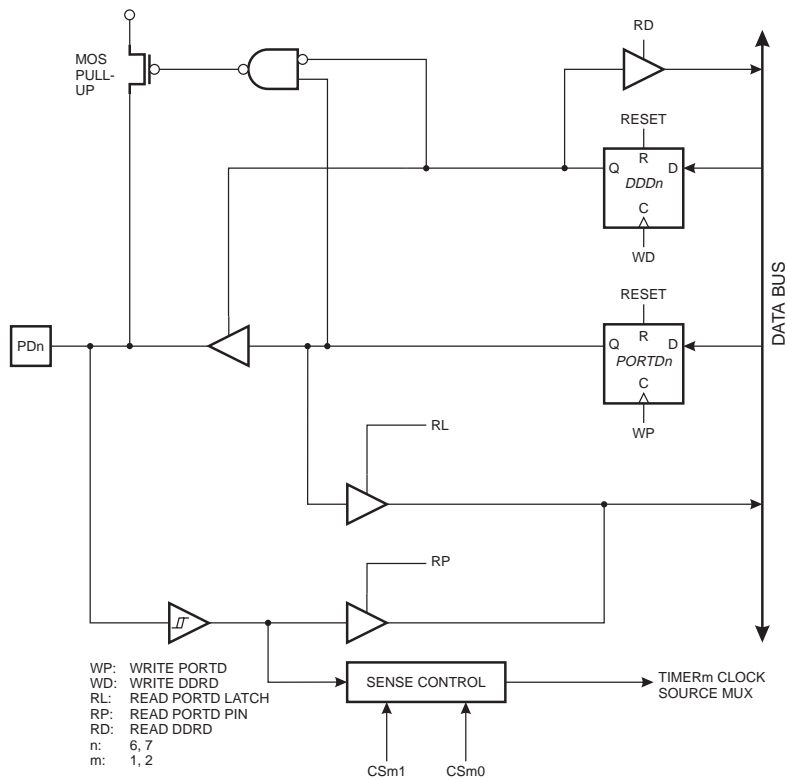 RD
MOS
PULL-
UP
RESET
R
Q
D
DDDn
C
WD
RESET
DATA BUS
R
PDn
Q
D
PORTDn
C
WP
RL
RP
WP: WRITE PORTD
WD: WRITE DDRD
RL: READ PORTD LATCH
RP: READ PORTD PIN
RD: READ DDRD
n: 6, 7
m: 1, 2
SENSE CONTROL
TIMERm CLOCK
SOURCE MUX
CSm1
CSm0